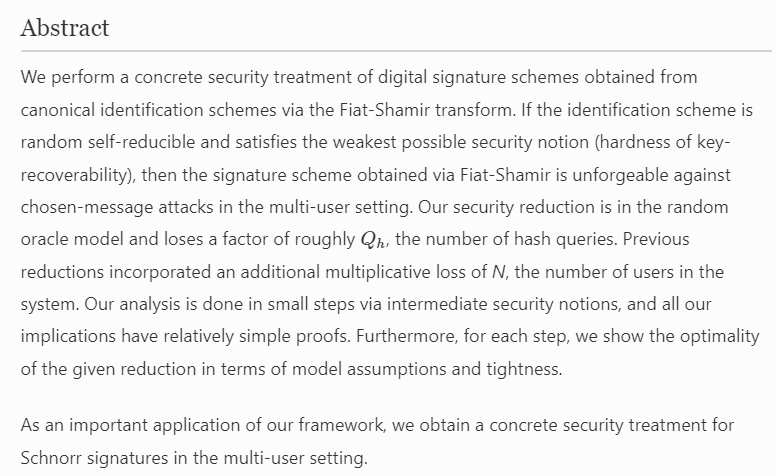 Abstract
We perform a concrete security treatment of digital signature schemes obtained from
canonical identification schemes via the Fiat-Shamir transform. If the identification scheme is
random self-reducible and satisfies the weakest possible security notion (hardness of key-
recoverability), then the signature scheme obtained via Fiat-Shamir is unforgeable against
chosen-message attacks in the multi-user setting. Our security reduction is in the random
oracle model and loses a factor of roughly Qₕ, the number of hash queries. Previous
reductions incorporated an additional multiplicative loss of N, the number of users in the
system. Our analysis is done in small steps via intermediate security notions, and all our
implications have relatively simple proofs. Furthermore, for each step, we show the optimality
of the given reduction in terms of model assumptions and tightness.
As an important application of our framework, we obtain a concrete security treatment for
Schnorr signatures in the multi-user setting.